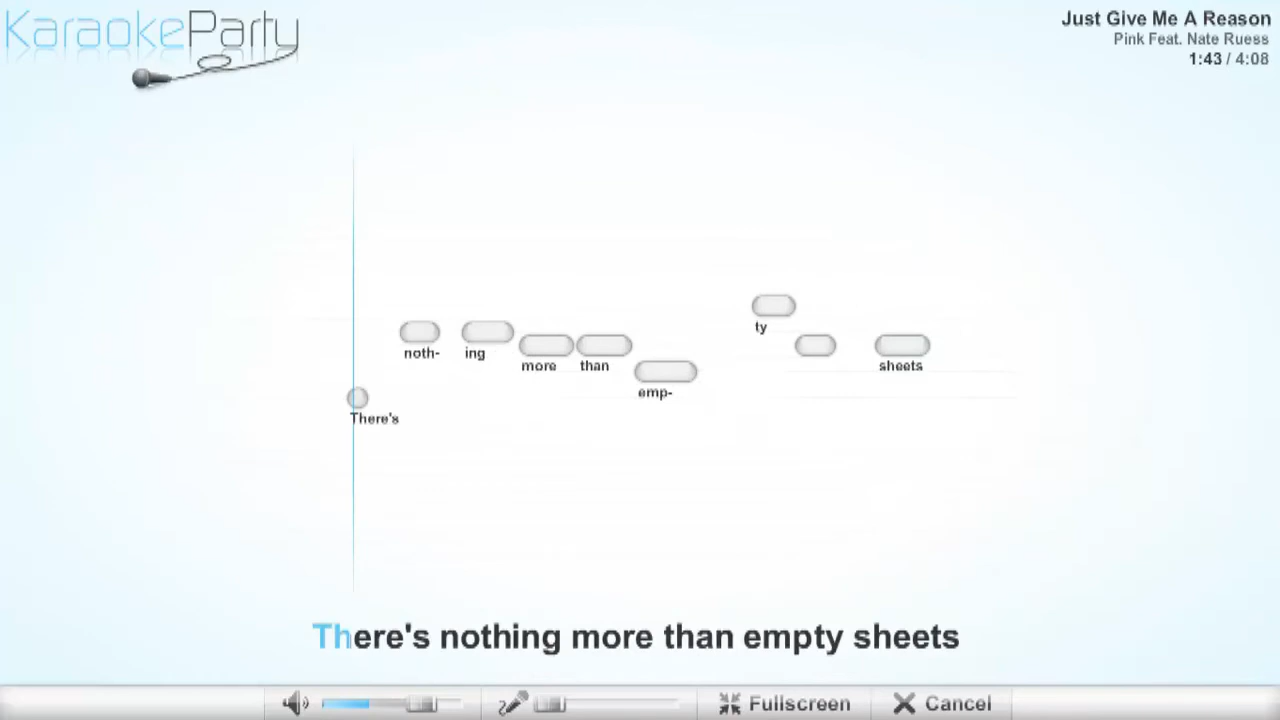 KaraokeParty
Just Give Me A Reason
Pink Feat. Nate Ruess
1:43 / 4:08
ty
noth- ing
more than sheets
emp-
There's
There's nothing more than empty sheets
Fullscreen Cancel